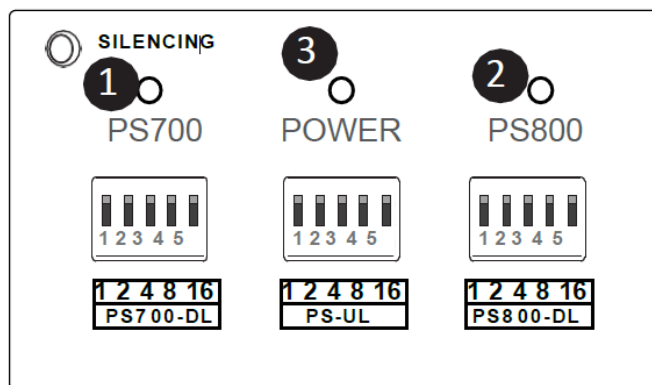 SILENCING
1 3 2
PS700 POWER PS800
1 2 3 4 5 1 2 3 4 5 1 2 3 4 5
1 2 4 8 16 1 2 4 8 16 1 2 4 8 16
PS700-DL PS-UL PS800-DL